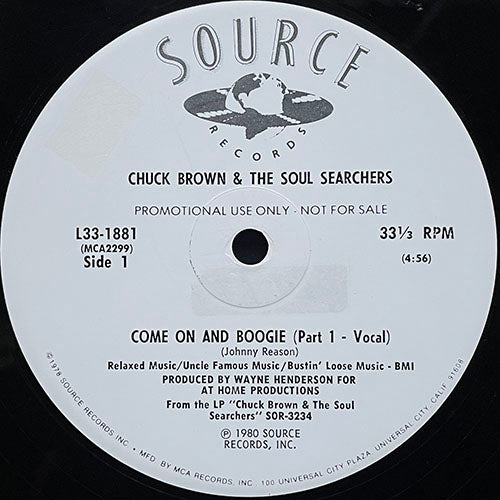 SOURCE
RECORDS
CHUCK BROWN & THE SOUL SEARCHERS
PROMOTIONAL USE ONLY - NOT FOR SALE
L33-1881
(MCA2299)
Side 1
33⅓ RPM
(4:56)
COME ON AND BOOGIE (Part 1 - Vocal)
(Johnny Reason)
Relaxed Music/Uncle Famous Music/Bustin' Loose Music - BMI
PRODUCED BY WAYNE HENDERSON FOR
AT HOME PRODUCTIONS
From the LP "Chuck Brown & The Soul
Searchers" SOR-3234
℗ 1980 SOURCE
RECORDS, INC.
©1978 SOURCE RECORDS, INC. • MFD. BY MCA RECORDS, INC. 100 UNIVERSAL CITY PLAZA, UNIVERSAL CITY, CALIF. 91608